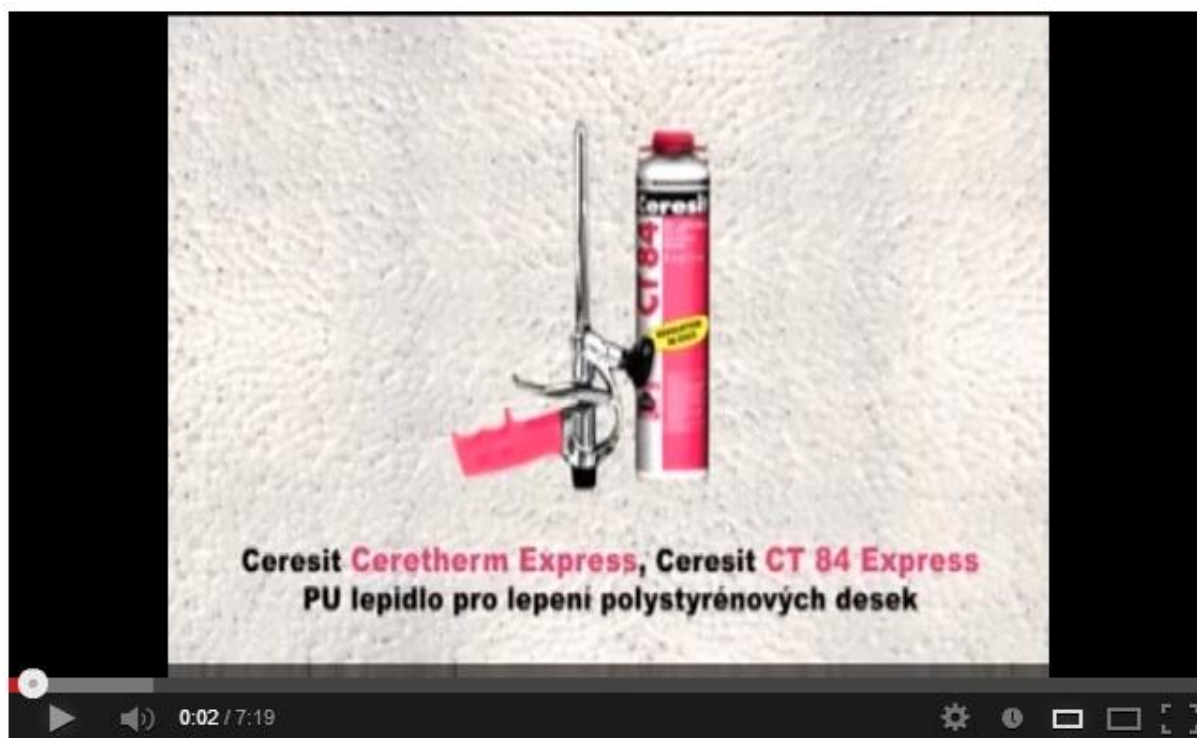 Ceresit
CT 84
Ceresit Ceretherm Express, Ceresit CT 84 Express
PU lepidlo pro lepení polystyrénových desek
0:02 / 7:19